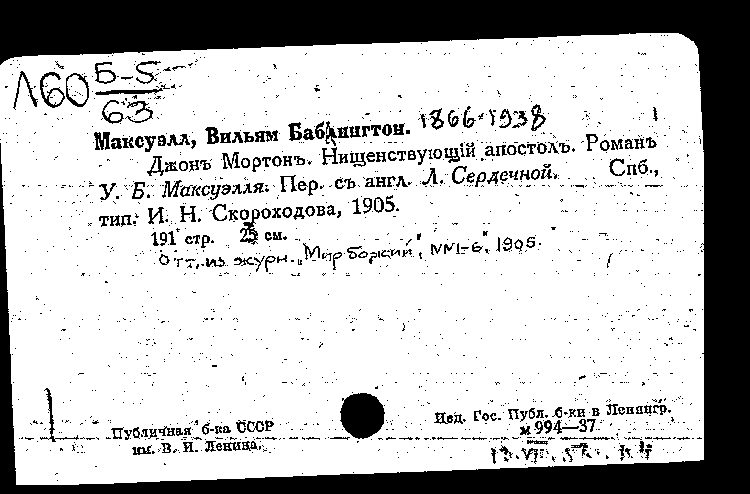 Л60 Б-5
63
Максуэлл, Вильям Бабингтон. 1866-1938
Джонъ Мортонъ. Нищенствующій апостолъ. Романъ
У. Б. Максуэлля. Пер. съ англ. Л. Сердечной. Спб.,
тип. И. Н. Скороходова, 1905.
191 стр. 25 см.
Отт. из журн. „Мир божий", №№1-6, 1905.
Публичная б-ка СССР
им. В. И. Ленина.
Изд. Гос. Публ. б-ки в Ленингр.
м 994—37